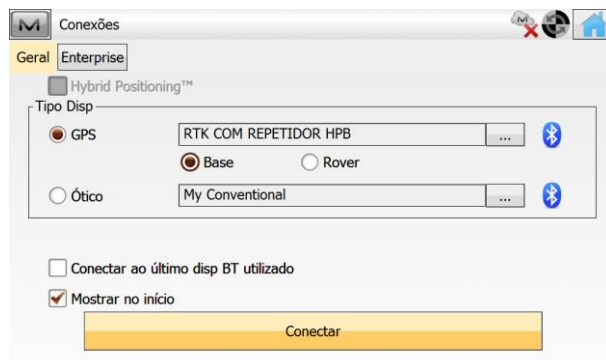 Conexões
Geral Enterprise
Hybrid Positioning™
Tipo Disp
GPS RTK COM REPETIDOR HPB ...
Base Rover
Ótico My Conventional ...
Conectar ao último disp BT utilizado
Mostrar no início
Conectar